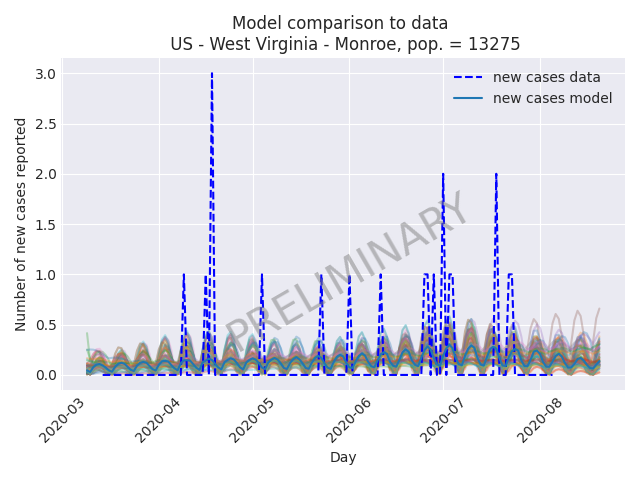 Model comparison to data
US - West Virginia - Monroe, pop. = 13275
new cases data
new cases model
Number of new cases reported
3.0
2.5
2.0
1.5
1.0
0.5
0.0
PRELIMINARY
2020-03
2020-04
2020-05
2020-06
2020-07
2020-08
Day